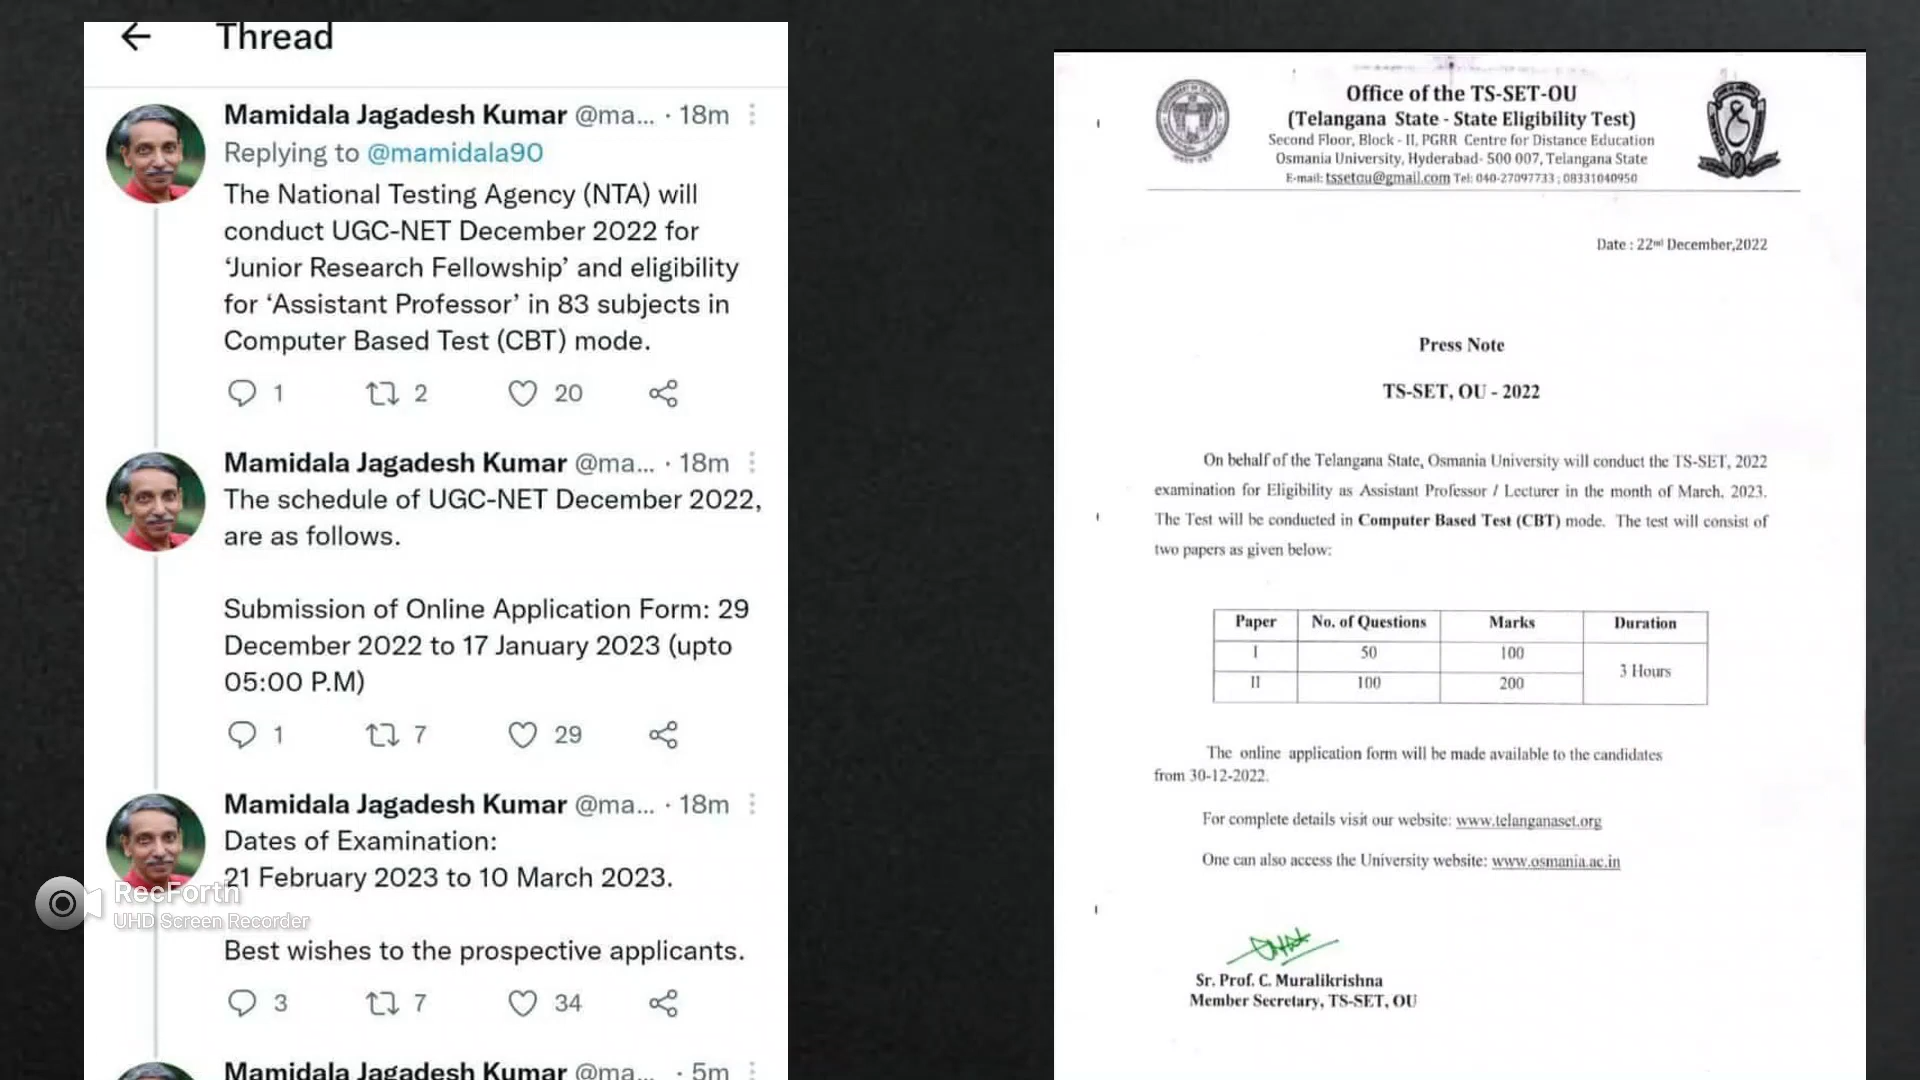 Thread
Mamidala Jagadesh Kumar @ma... · 18m
Replying to @mamidala90
The National Testing Agency (NTA) will
conduct UGC-NET December 2022 for
‘Junior Research Fellowship’ and eligibility
for ‘Assistant Professor’ in 83 subjects in
Computer Based Test (CBT) mode.
1 2 20
Mamidala Jagadesh Kumar @ma... · 18m
The schedule of UGC-NET December 2022,
are as follows.
Submission of Online Application Form: 29
December 2022 to 17 January 2023 (upto
05:00 P.M)
1 7 29
Mamidala Jagadesh Kumar @ma... · 18m
Dates of Examination:
21 February 2023 to 10 March 2023.
RecForth
UHD Screen Recorder
Best wishes to the prospective applicants.
3 7 34
Mamidala Jagadesh Kumar @ma... · 5m
Office of the TS-SET-OU
(Telangana State - State Eligibility Test)
Second Floor, Block - II, PGRR Centre for Distance Education
Osmania University, Hyderabad- 500 007, Telangana State
E-mail: tssetou@gmail.com Tel: 040-27097733 ; 08331040950
Date : 22nd December,2022
Press Note
TS-SET, OU - 2022
On behalf of the Telangana State, Osmania University will conduct the TS-SET, 2022
examination for Eligibility as Assistant Professor / Lecturer in the month of March, 2023.
The Test will be conducted in Computer Based Test (CBT) mode. The test will consist of
two papers as given below:
Paper No. of Questions Marks Duration
I 50 100
3 Hours
II 100 200
The online application form will be made available to the candidates
from 30-12-2022.
For complete details visit our website: www.telanganaset.org
One can also access the University website: www.osmania.ac.in
Sr. Prof. C. Muralikrishna
Member Secretary, TS-SET, OU